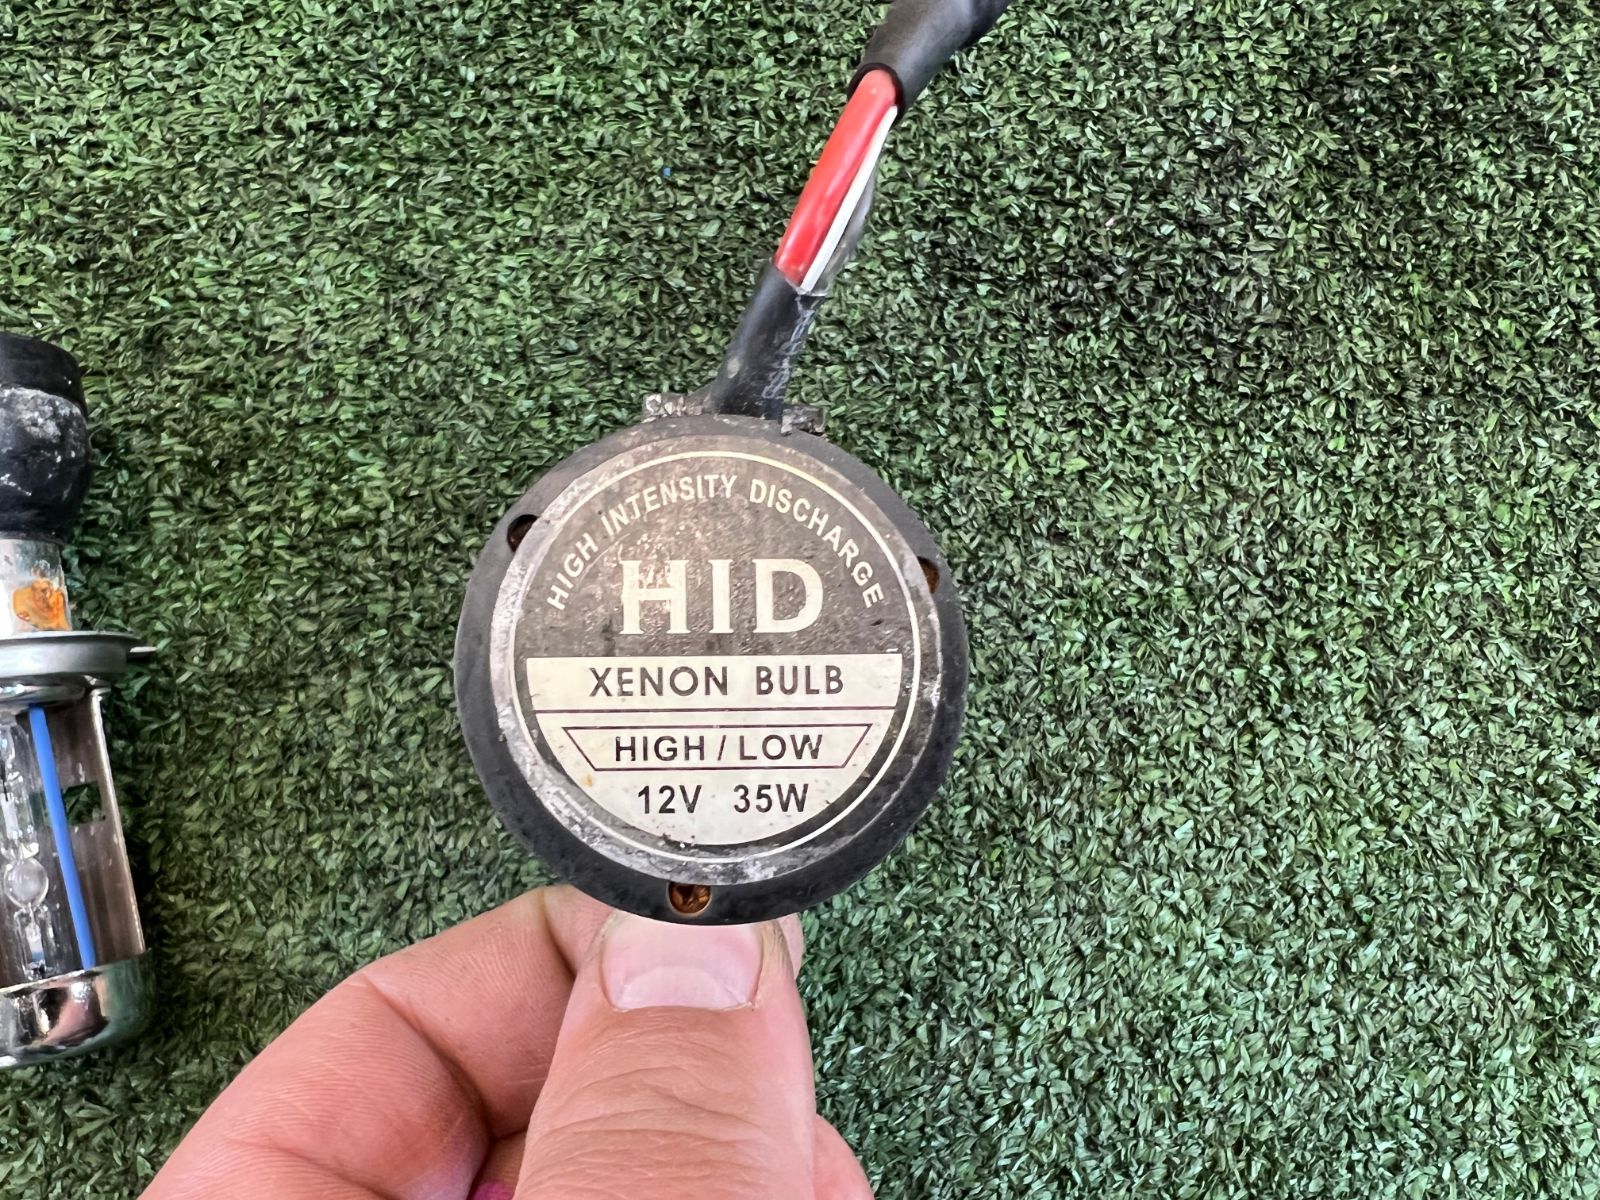 HIGH INTENSITY DISCHARGE
HID
XENON BULB
HIGH / LOW
12V 35W